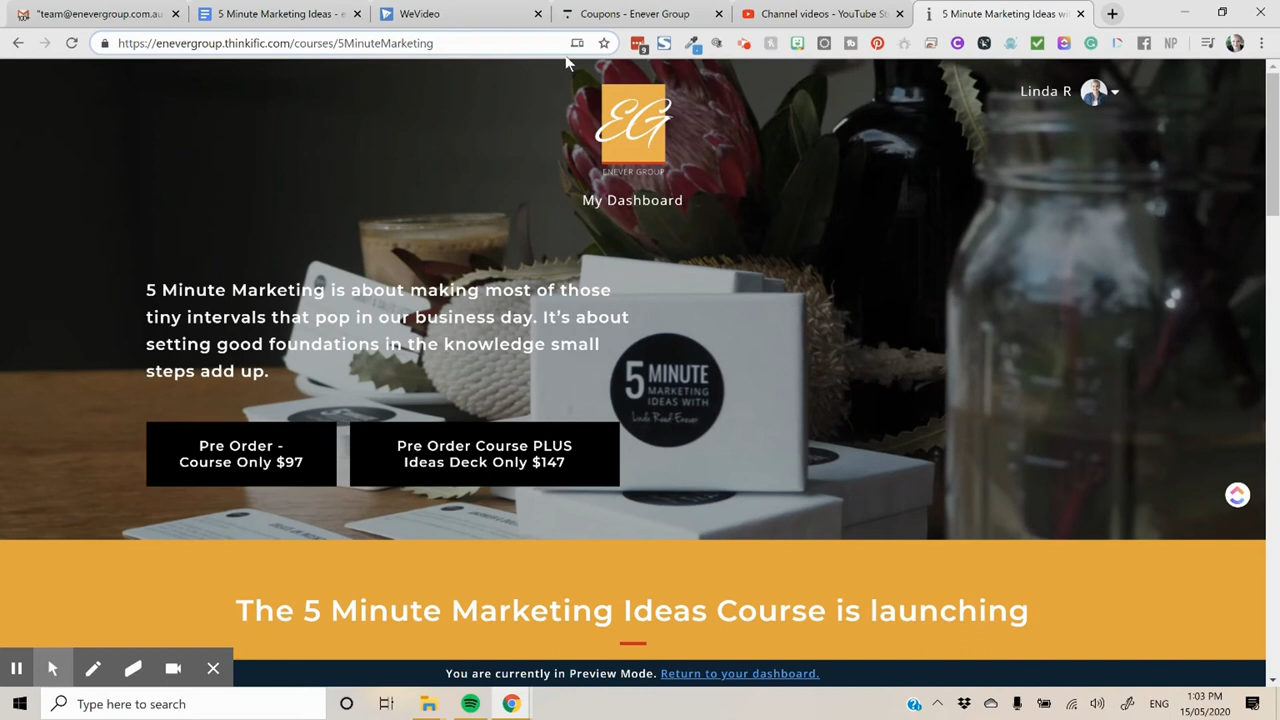 "team@enevergroup.com.au
5 Minute Marketing Ideas - e
WeVideo
Coupons - Enever Group
Channel videos - YouTube St
5 Minute Marketing Ideas wi
https://enevergroup.thinkific.com/courses/5MinuteMarketing
9
NP
Linda R
EG
ENEVER GROUP
My Dashboard
5 Minute Marketing is about making most of those
tiny intervals that pop in our business day. It's about
setting good foundations in the knowledge small
steps add up.
5 MINUTE
MARKETING
IDEAS WITH
Linda Reed Enever
Pre Order -
Course Only $97
Pre Order Course PLUS
Ideas Deck Only $147
The 5 Minute Marketing Ideas Course is launching
You are currently in Preview Mode. Return to your dashboard.
Type here to search
ENG
1:03 PM
15/05/2020